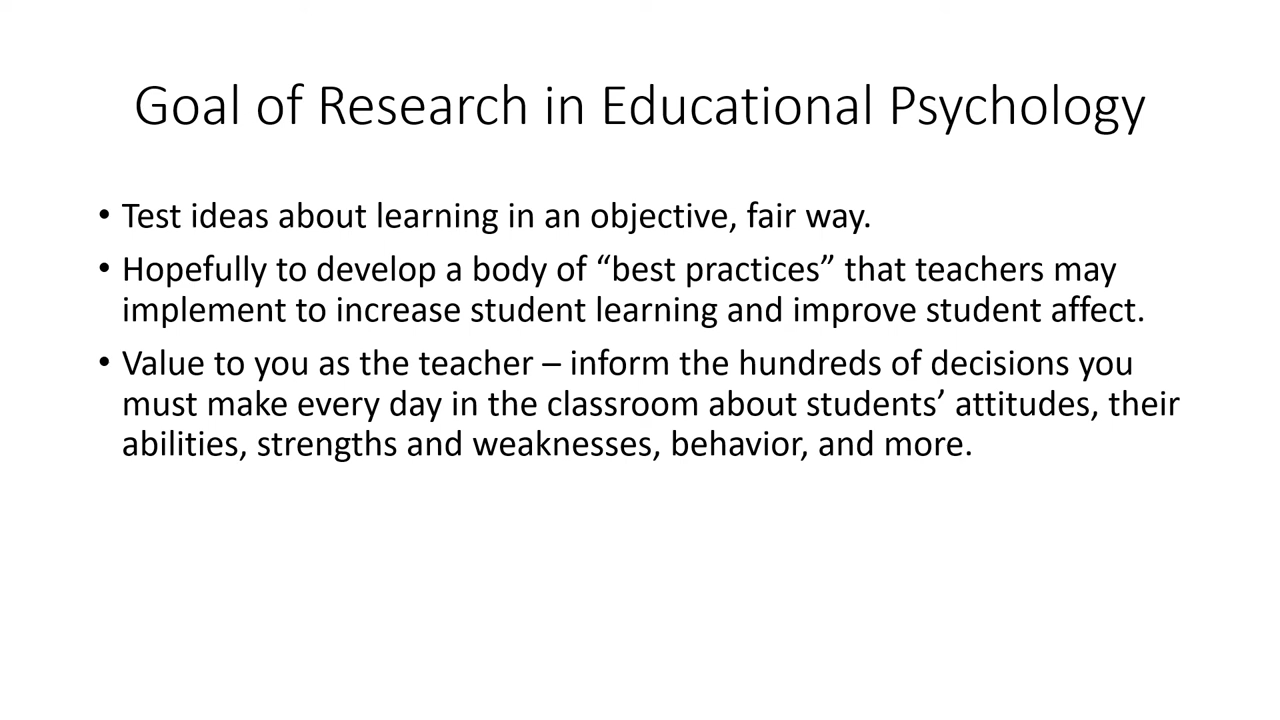 Goal of Research in Educational Psychology
• Test ideas about learning in an objective, fair way.
• Hopefully to develop a body of “best practices” that teachers may
implement to increase student learning and improve student affect.
• Value to you as the teacher – inform the hundreds of decisions you
must make every day in the classroom about students’ attitudes, their
abilities, strengths and weaknesses, behavior, and more.